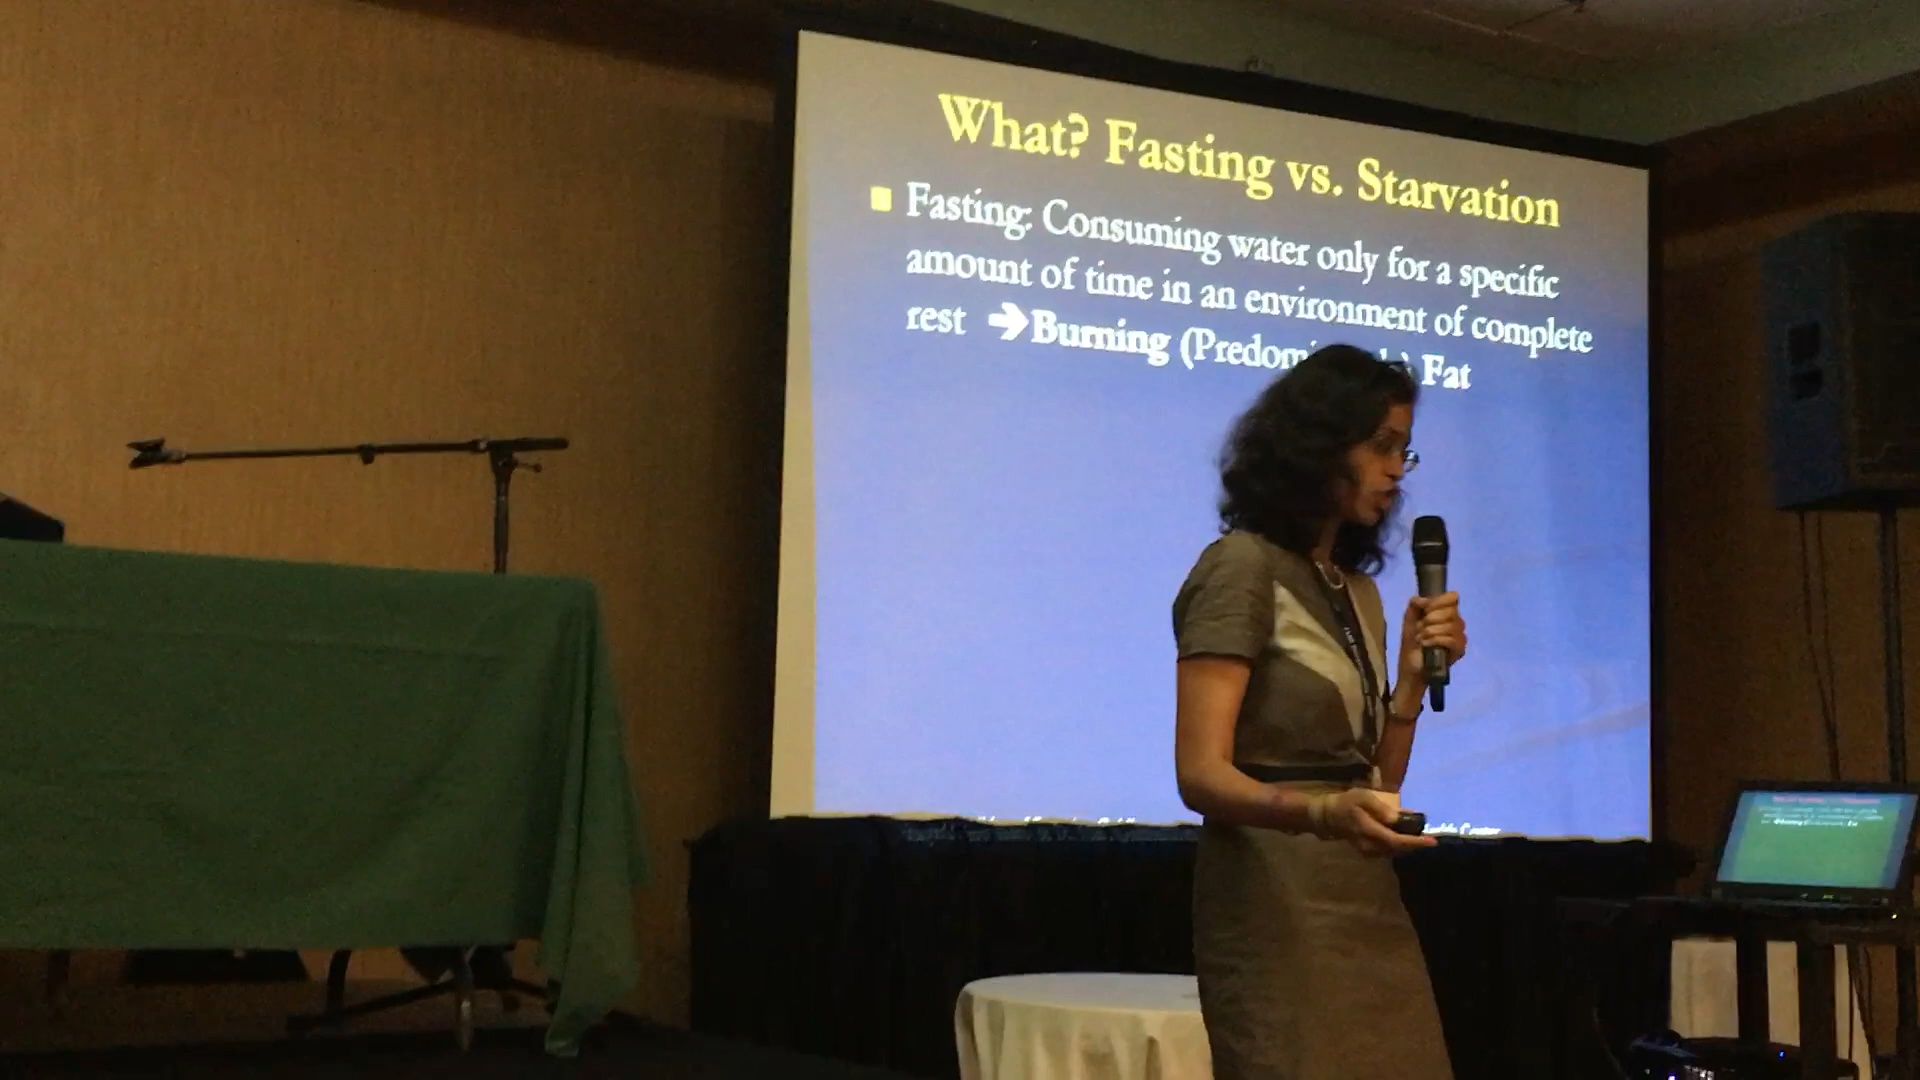 What? Fasting vs. Starvation
Fasting: Consuming water only for a specific
amount of time in an environment of complete
rest ➔Burning (Predom Fat